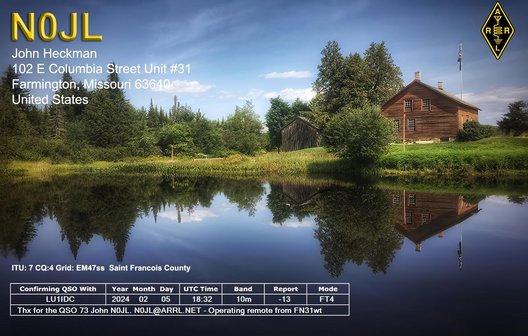 N0JL
John Heckman
102 E Columbia Street Unit #31
Farmington, Missouri 63640
United States
A
R R
L
ITU: 7 CQ:4 Grid: EM47ss Saint Francois County
Confirming QSO With Year Month Day UTC Time Band Report Mode
LU1IDC 2024 02 05 18:32 10m -13 FT4
Thx for the QSO 73 John N0JL. N0JL@ARRL.NET - Operating remote from FN31wt